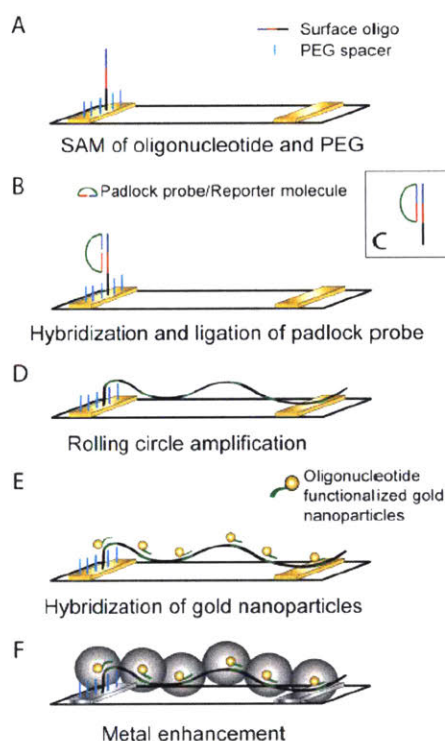 A
Surface oligo
PEG spacer
SAM of oligonucleotide and PEG
B
Padlock probe/Reporter molecule
C
Hybridization and ligation of padlock probe
D
Rolling circle amplification
E
Oligonucleotide
functionalized gold
nanoparticles
Hybridization of gold nanoparticles
F
Metal enhancement